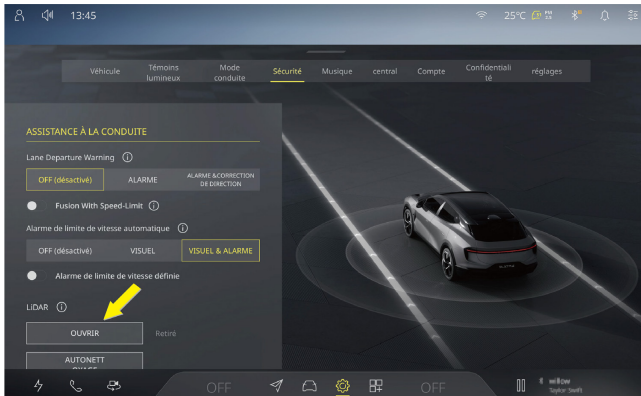 13:45
25°C
Véhicule
Témoins
lumineux
Mode
conduite
Sécurité
Musique
central
Compte
Confidentiali
té
réglages
ASSISTANCE À LA CONDUITE
Lane Departure Warning
OFF (désactivé)
ALARME
ALARME &CORRECTION
DE DIRECTION
Fusion With Speed-Limit
Alarme de limite de vitesse automatique
OFF (désactivé)
VISUEL
VISUEL & ALARME
Alarme de limite de vitesse définie
LiDAR
OUVRIR
Retiré
AUTONETT
OFF
OFF
willow
Taylor Swift